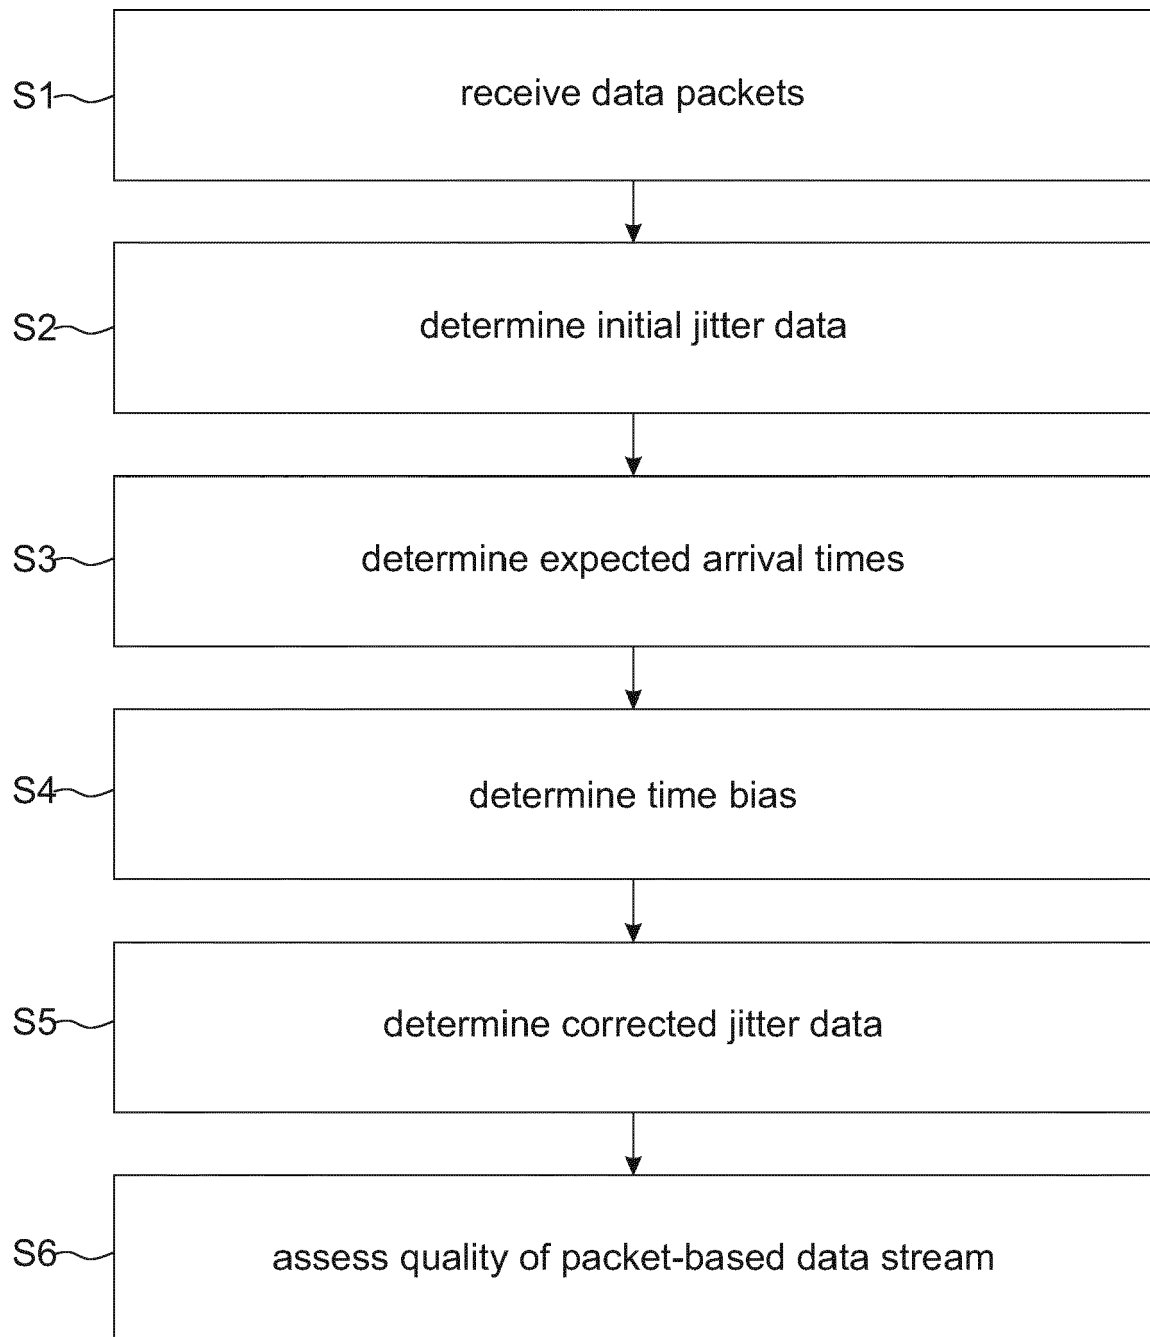 S1 receive data packets
S2 determine initial jitter data
S3 determine expected arrival times
S4 determine time bias
S5 determine corrected jitter data
S6 assess quality of packet-based data stream